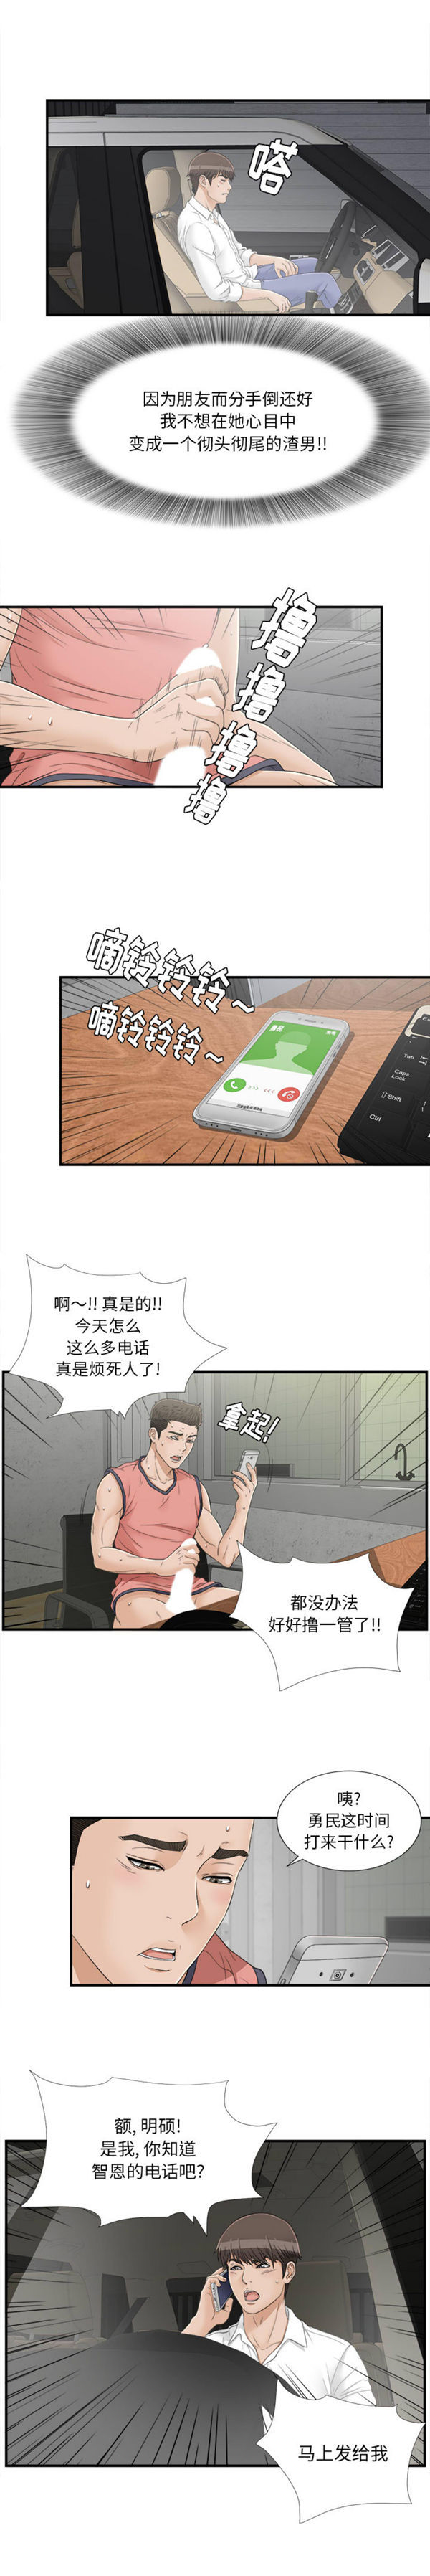 嗒
因为朋友而分手倒还好
我不想在她心目中
变成一个彻头彻尾的渣男!!
撸
撸
撸
撸
嘀铃铃铃～
嘀铃铃铃～
Tab
Caps
Lock
Shift
Ctrl
啊～!! 真是的!!
今天怎么
这么多电话
真是烦死人了!
拿起!
都没办法
好好撸一管了!!
咦?
勇民这时间
打来干什么?
额, 明硕!
是我, 你知道
智恩的电话吧?
马上发给我